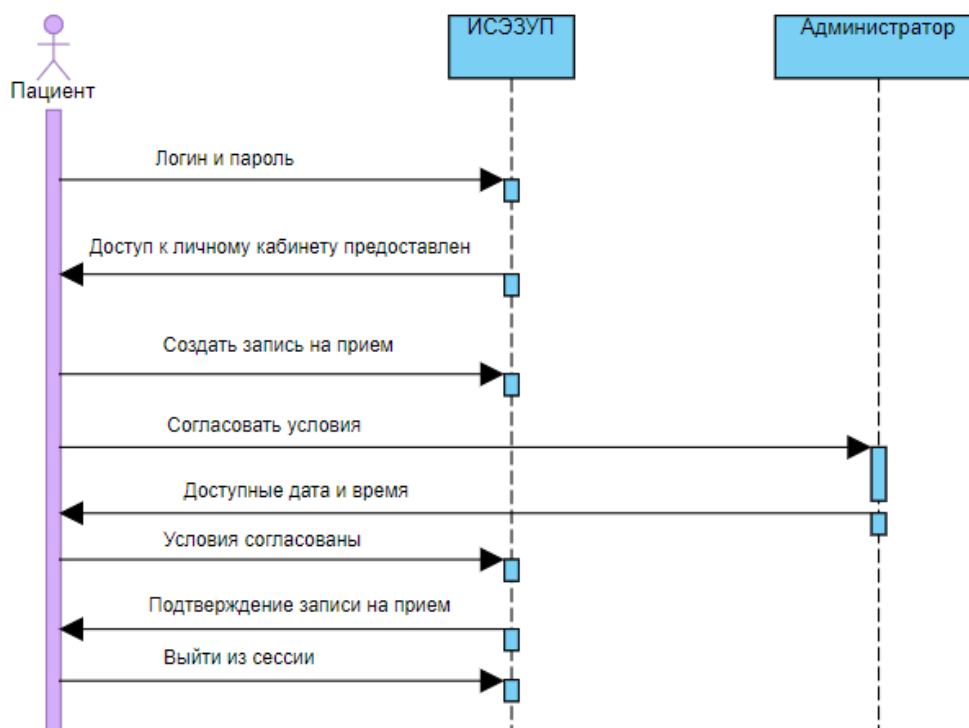 ИСЭЗУП
Администратор
Пациент
Логин и пароль
Доступ к личному кабинету предоставлен
Создать запись на прием
Согласовать условия
Доступные дата и время
Условия согласованы
Подтверждение записи на прием
Выйти из сессии